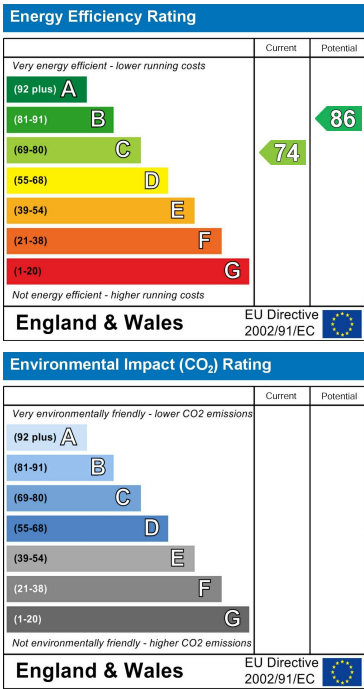 Energy Efficiency Rating
Current Potential
Very energy efficient - lower running costs
(92 plus) A
(81-91) B 86
(69-80) C 74
(55-68) D
(39-54) E
(21-38) F
(1-20) G
Not energy efficient - higher running costs
England & Wales
EU Directive
2002/91/EC
Environmental Impact (CO₂) Rating
Current Potential
Very environmentally friendly - lower CO2 emissions
(92 plus) A
(81-91) B
(69-80) C
(55-68) D
(39-54) E
(21-38) F
(1-20) G
Not environmentally friendly - higher CO2 emissions
England & Wales
EU Directive
2002/91/EC